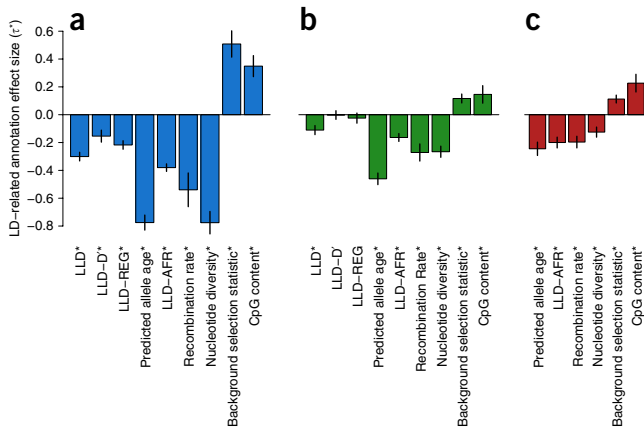 a
b
c
LD−related annotation effect size (τ*)
0.6
0.4
0.2
0.0
−0.2
−0.4
−0.6
−0.8
LLD*
LLD−D'*
LLD−REG*
Predicted allele age*
LLD−AFR*
Recombination rate*
Nucleotide diversity*
Background selection statistic*
CpG content*
LLD*
LLD−D'
LLD−REG
Predicted allele age*
LLD−AFR*
Recombination Rate*
Nucleotide diversity*
Background selection statistic*
CpG content*
Predicted allele age*
LLD−AFR*
Recombination rate*
Nucleotide diversity*
Background selection statistic*
CpG content*